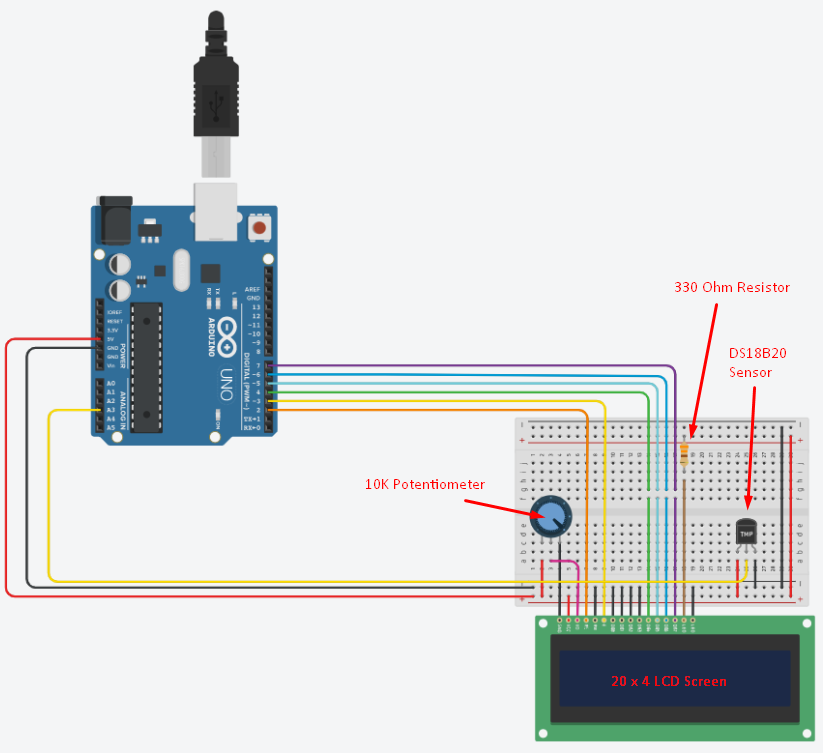 AREF
GND
13
12
~11
~10
~9
8
7
~6
~5
4
~3
2
TX→1
RX←0
IOREF
RESET
3.3V
5V
GND
GND
Vin
A0
A1
A2
A3
A4
A5
POWER
ANALOG IN
DIGITAL (PWM~)
ARDUINO
UNO
TX
RX
L
ON
330 Ohm Resistor
DS18B20
Sensor
10K Potentiometer
TMP
20 x 4 LCD Screen